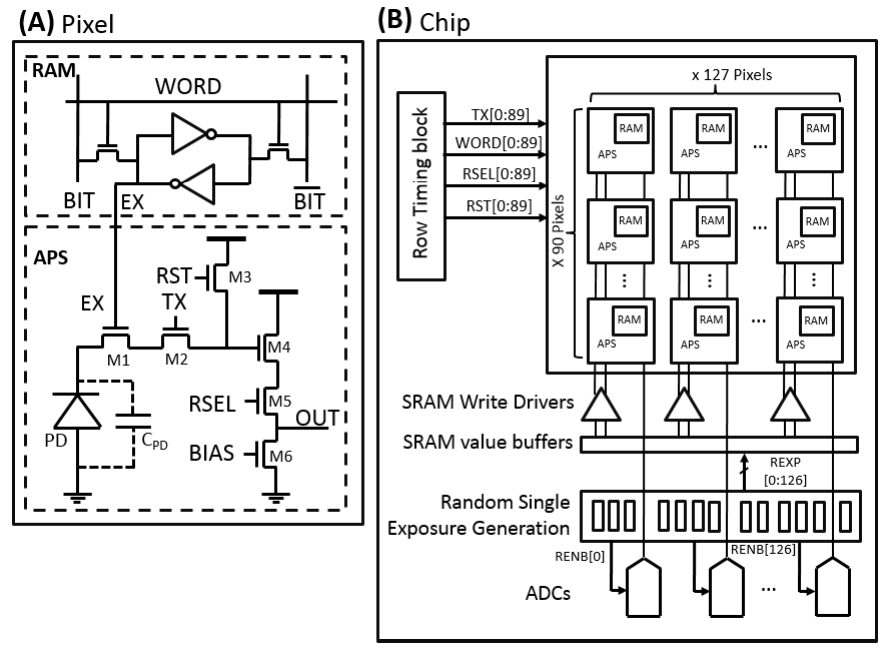 (A) Pixel
RAM
WORD
BIT
EX
BIT
APS
RST
M3
EX
TX
M1
M2
M4
RSEL
M5
OUT
PD
CPD
BIAS
M6
(B) Chip
Row Timing block
TX[0:89]
WORD[0:89]
RSEL[0:89]
RST[0:89]
x 127 Pixels
X 90 Pixels
RAM
APS
RAM
APS
...
RAM
APS
RAM
APS
RAM
APS
...
RAM
APS
...
...
...
RAM
APS
RAM
APS
...
RAM
APS
SRAM Write Drivers
SRAM value buffers
REXP
[0:126]
Random Single
Exposure Generation
RENB[0]
RENB[126]
ADCs
...